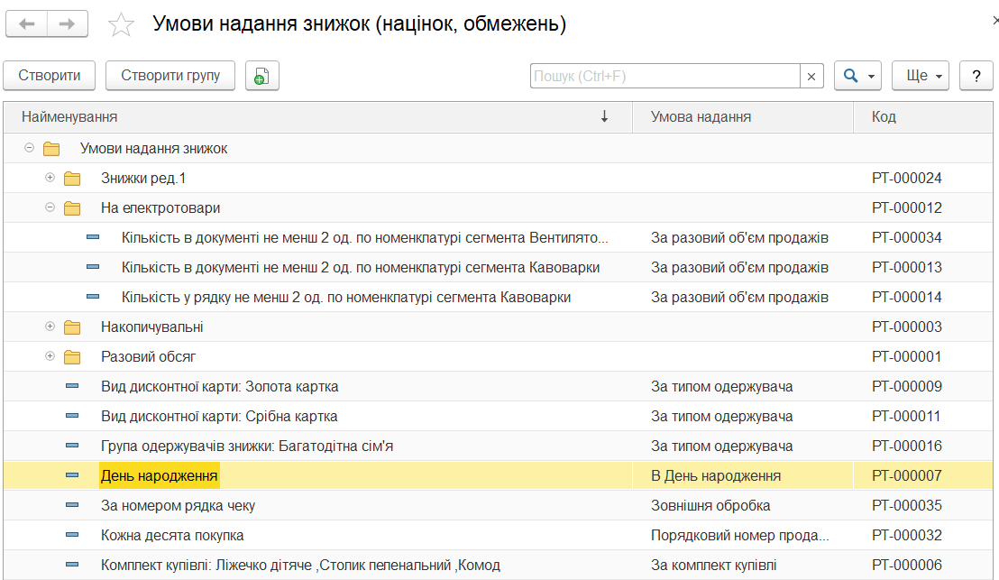 Умови надання знижок (націнок, обмежень)
Створити Створити групу Пошук (Ctrl+F) × Ще ?
Найменування ↓ Умова надання Код
Умови надання знижок
Знижки ред.1 РТ-000024
На електротовари РТ-000012
Кількість в документі не менш 2 од. по номенклатурі сегмента Вентилято... За разовий об'єм продажів РТ-000034
Кількість в документі не менш 2 од. по номенклатурі сегмента Кавоварки За разовий об'єм продажів РТ-000013
Кількість у рядку не менш 2 од. по номенклатурі сегмента Кавоварки За разовий об'єм продажів РТ-000014
Накопичувальні РТ-000003
Разовий обсяг РТ-000001
Вид дисконтної карти: Золота картка За типом одержувача РТ-000009
Вид дисконтної карти: Срібна картка За типом одержувача РТ-000011
Група одержувачів знижки: Багатодітна сім'я За типом одержувача РТ-000016
День народження В День народження РТ-000007
За номером рядка чеку Зовнішня обробка РТ-000035
Кожна десята покупка Порядковий номер прода... РТ-000032
Комплект купівлі: Ліжечко дітяче ,Столик пеленальний ,Комод За комплект купівлі РТ-000006